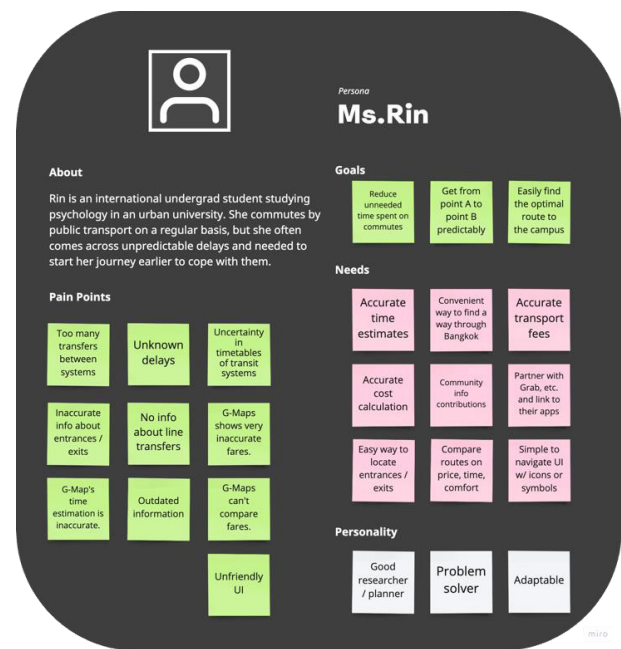 Persona
Ms.Rin
About
Rin is an international undergrad student studying
psychology in an urban university. She commutes by
public transport on a regular basis, but she often
comes across unpredictable delays and needed to
start her journey earlier to cope with them.
Pain Points
Too many
transfers
between
systems
Unknown
delays
Uncertainty
in
timetables
of transit
systems
Inaccurate
info about
entrances /
exits
No info
about line
transfers
G-Maps
shows very
inaccurate
fares.
G-Map's
time
estimation is
inaccurate.
Outdated
information
G-Maps
can't
compare
fares.
Unfriendly
UI
Goals
Reduce
unneeded
time spent on
commutes
Get from
point A to
point B
predictably
Easily find
the optimal
route to
the campus
Needs
Accurate
time
estimates
Convenient
way to find a
way through
Bangkok
Accurate
transport
fees
Accurate
cost
calculation
Community
info
contributions
Partner with
Grab, etc.
and link to
their apps
Easy way to
locate
entrances /
exits
Compare
routes on
price, time,
comfort
Simple to
navigate UI
w/ icons or
symbols
Personality
Good
researcher
/ planner
Problem
solver
Adaptable
miro